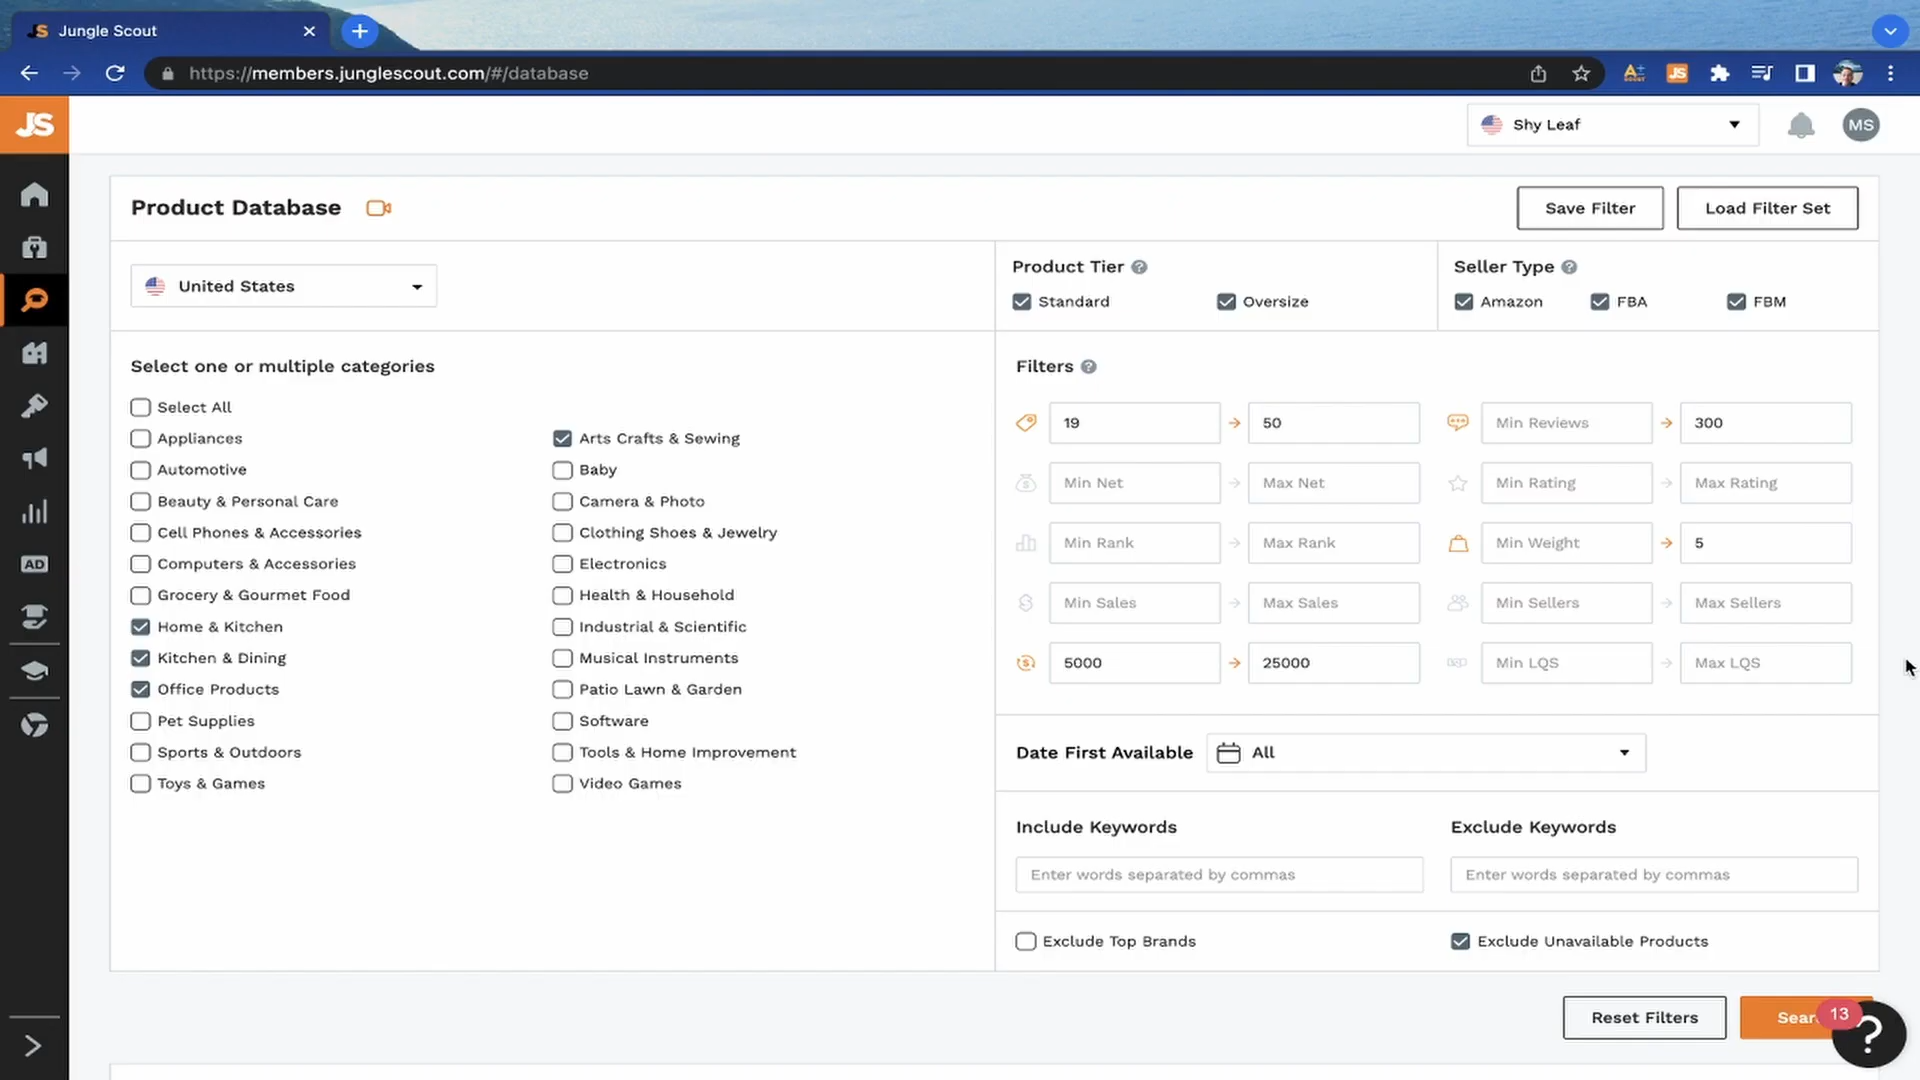 JS Jungle Scout
https://members.junglescout.com/#/database
A+
SCOUT
JS
JS
Shy Leaf
MS
Product Database
Save Filter
Load Filter Set
United States
Product Tier ?
Standard
Oversize
Seller Type ?
Amazon
FBA
FBM
Select one or multiple categories
Select All
Appliances
Automotive
Beauty & Personal Care
Cell Phones & Accessories
Computers & Accessories
Grocery & Gourmet Food
Home & Kitchen
Kitchen & Dining
Office Products
Pet Supplies
Sports & Outdoors
Toys & Games
Arts Crafts & Sewing
Baby
Camera & Photo
Clothing Shoes & Jewelry
Electronics
Health & Household
Industrial & Scientific
Musical Instruments
Patio Lawn & Garden
Software
Tools & Home Improvement
Video Games
Filters ?
19
50
Min Reviews
300
Min Net
Max Net
Min Rating
Max Rating
Min Rank
Max Rank
Min Weight
5
Min Sales
Max Sales
Min Sellers
Max Sellers
5000
25000
Min LQS
Max LQS
Date First Available
All
Include Keywords
Exclude Keywords
Enter words separated by commas
Enter words separated by commas
Exclude Top Brands
Exclude Unavailable Products
Reset Filters
Sear
13
?
AD